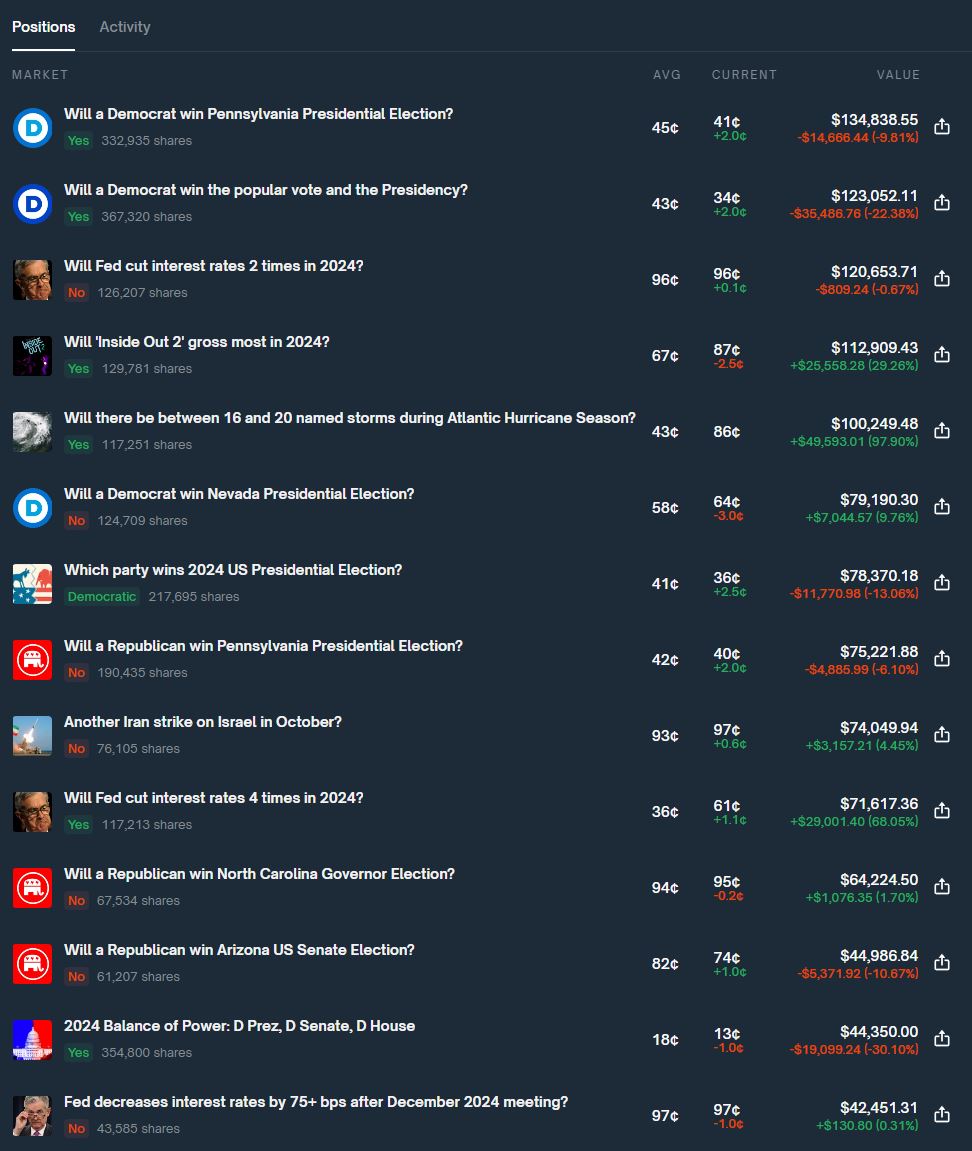 Positions Activity
MARKET AVG CURRENT VALUE
Will a Democrat win Pennsylvania Presidential Election?
Yes 332,935 shares
45¢
41¢
+2.0¢
$134,838.55
-$14,666.44 (-9.81%)
Will a Democrat win the popular vote and the Presidency?
Yes 367,320 shares
43¢
34¢
+2.0¢
$123,052.11
-$35,486.76 (-22.38%)
Will Fed cut interest rates 2 times in 2024?
No 126,207 shares
96¢
96¢
+0.1¢
$120,653.71
-$809.24 (-0.67%)
INSIDE
OUT2
Will 'Inside Out 2' gross most in 2024?
Yes 129,781 shares
67¢
87¢
-2.5¢
$112,909.43
+$25,558.28 (29.26%)
Will there be between 16 and 20 named storms during Atlantic Hurricane Season?
Yes 117,251 shares
43¢
86¢
$100,249.48
+$49,593.01 (97.90%)
Will a Democrat win Nevada Presidential Election?
No 124,709 shares
58¢
64¢
-3.0¢
$79,190.30
+$7,044.57 (9.76%)
Which party wins 2024 US Presidential Election?
Democratic 217,695 shares
41¢
36¢
+2.5¢
$78,370.18
-$11,770.98 (-13.06%)
Will a Republican win Pennsylvania Presidential Election?
No 190,435 shares
42¢
40¢
+2.0¢
$75,221.88
-$4,885.99 (-6.10%)
Another Iran strike on Israel in October?
No 76,105 shares
93¢
97¢
+0.6¢
$74,049.94
+$3,157.21 (4.45%)
Will Fed cut interest rates 4 times in 2024?
Yes 117,213 shares
36¢
61¢
+1.1¢
$71,617.36
+$29,001.40 (68.05%)
Will a Republican win North Carolina Governor Election?
No 67,534 shares
94¢
95¢
-0.2¢
$64,224.50
+$1,076.35 (1.70%)
Will a Republican win Arizona US Senate Election?
No 61,207 shares
82¢
74¢
+1.0¢
$44,986.84
-$5,371.92 (-10.67%)
2024 Balance of Power: D Prez, D Senate, D House
Yes 354,800 shares
18¢
13¢
-1.0¢
$44,350.00
-$19,099.24 (-30.10%)
Fed decreases interest rates by 75+ bps after December 2024 meeting?
No 43,585 shares
97¢
97¢
-1.0¢
$42,451.31
+$130.80 (0.31%)